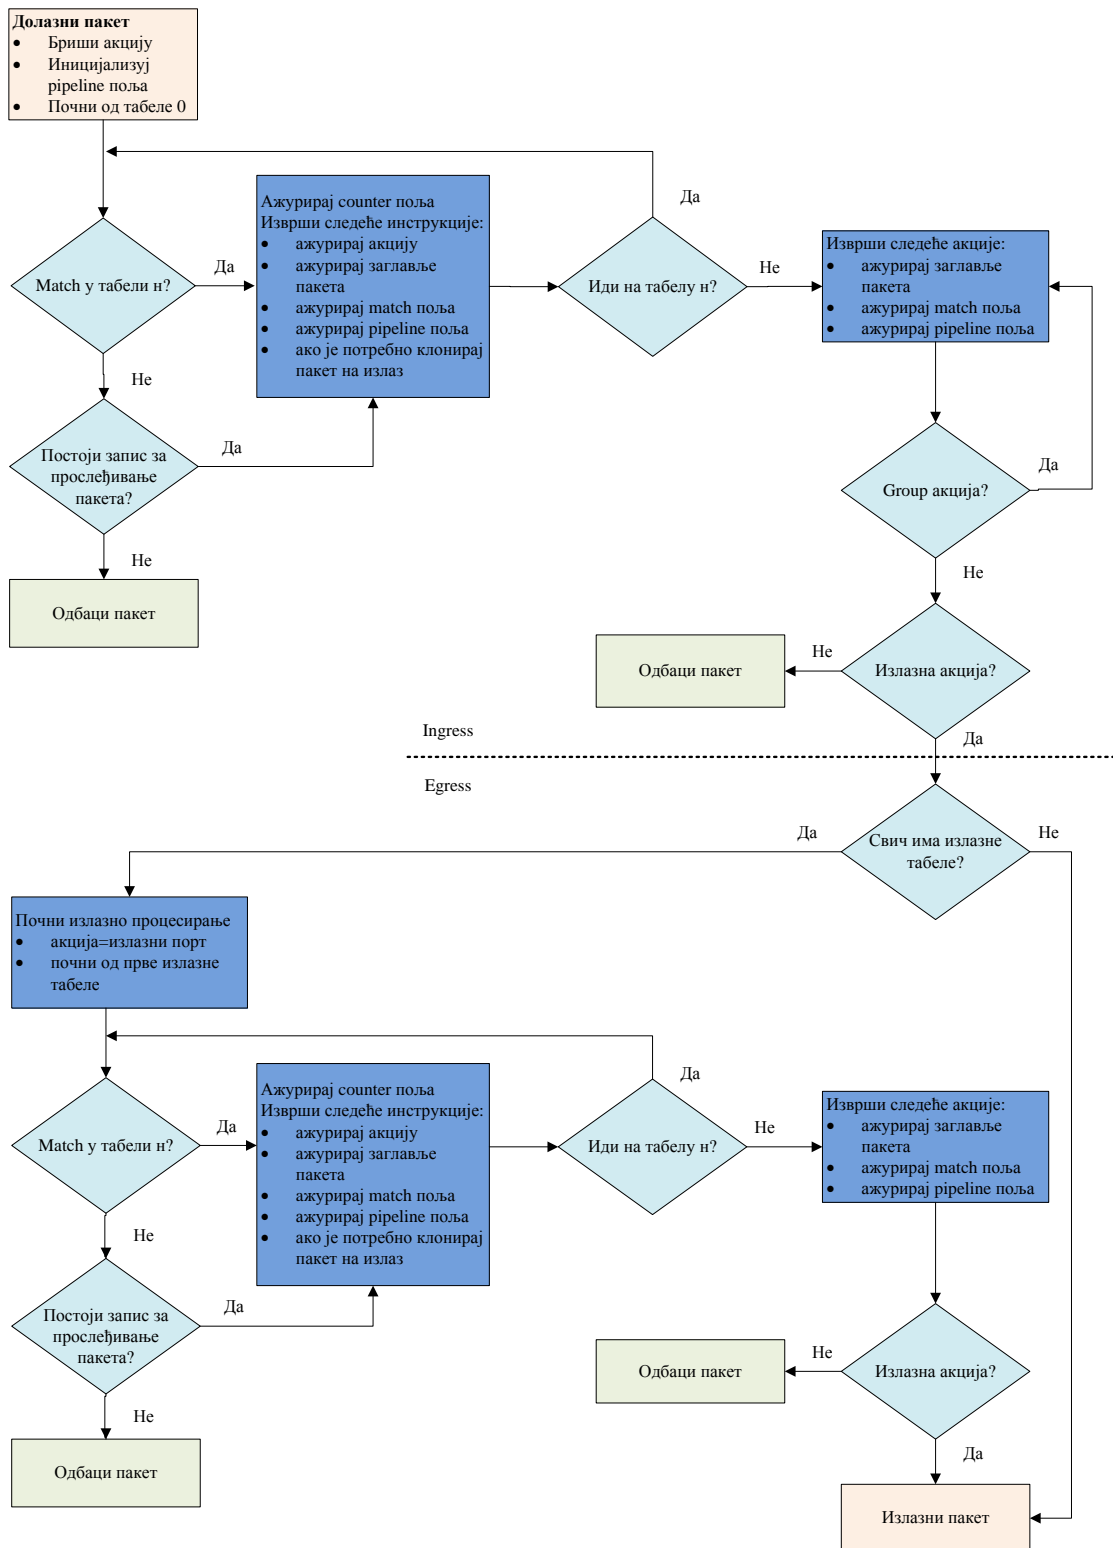 Долазни пакет
• Бриши акцију
• Иницијализуј
pipeline поља
• Почни од табеле 0
Да
Ажурирај counter поља
Изврши следеће инструкције:
• ажурирај акцију
• ажурирај заглавље
пакета
• ажурирај match поља
• ажурирај pipeline поља
• ако је потребно клонирај
пакет на излаз
Match у табели н?
Да
Иди на табелу н?
Не
Изврши следеће акције:
• ажурирај заглавље
пакета
• ажурирај match поља
• ажурирај pipeline поља
Не
Постоји запис за
прослеђивање
пакета?
Да
Group акција?
Да
Не
Не
Одбаци пакет
Одбаци пакет
Не
Излазна акција?
Ingress
Да
Egress
Да
Свич има излазне
табеле?
Не
Почни излазно процесирање
• акција=излазни порт
• почни од прве излазне
табеле
Да
Ажурирај counter поља
Изврши следеће инструкције:
• ажурирај акцију
• ажурирај заглавље
пакета
• ажурирај match поља
• ажурирај pipeline поља
• ако је потребно клонирај
пакет на излаз
Match у табели н?
Да
Иди на табелу н?
Не
Изврши следеће акције:
• ажурирај заглавље
пакета
• ажурирај match поља
• ажурирај pipeline поља
Не
Постоји запис за
прослеђивање
пакета?
Да
Одбаци пакет
Не
Излазна акција?
Не
Да
Одбаци пакет
Излазни пакет